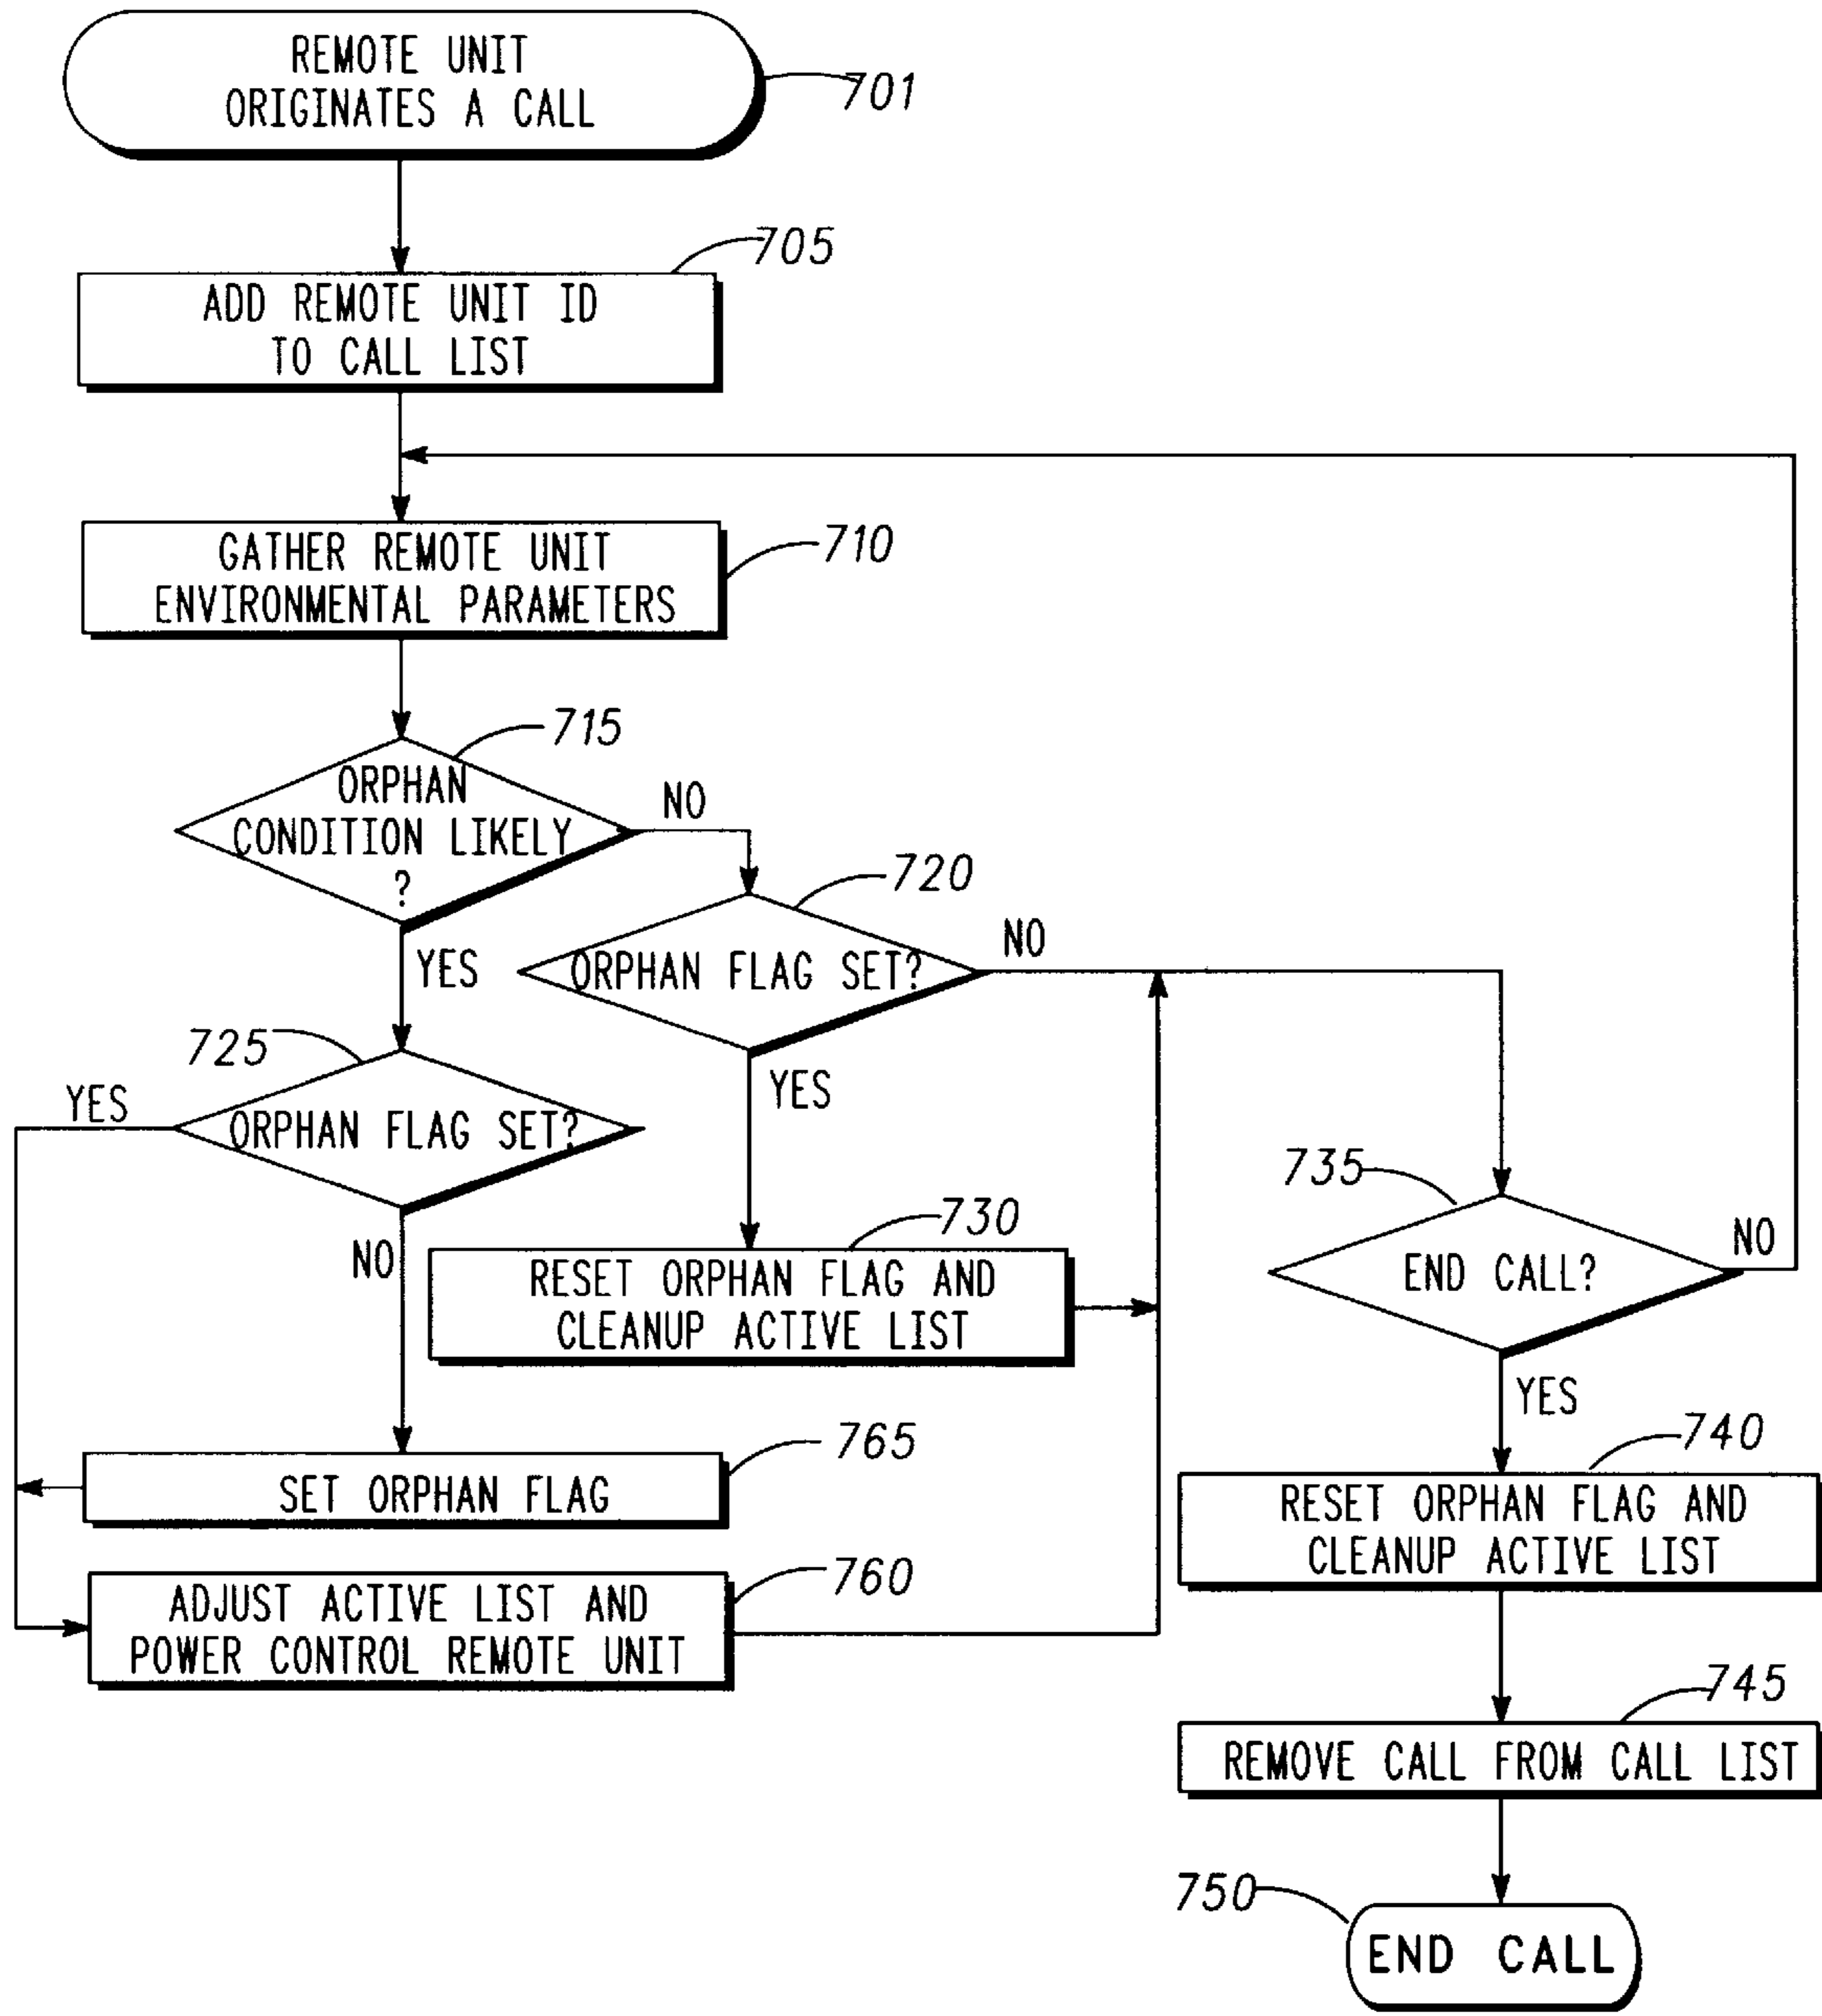 REMOTE UNIT
ORIGINATES A CALL
701
705
ADD REMOTE UNIT ID
TO CALL LIST
GATHER REMOTE UNIT
ENVIRONMENTAL PARAMETERS
710
715
ORPHAN
CONDITION LIKELY
?
NO
YES
720
ORPHAN FLAG SET?
NO
YES
725
YES
ORPHAN FLAG SET?
NO
730
RESET ORPHAN FLAG AND
CLEANUP ACTIVE LIST
735
END CALL?
NO
YES
765
SET ORPHAN FLAG
760
ADJUST ACTIVE LIST AND
POWER CONTROL REMOTE UNIT
740
RESET ORPHAN FLAG AND
CLEANUP ACTIVE LIST
745
REMOVE CALL FROM CALL LIST
750
END CALL